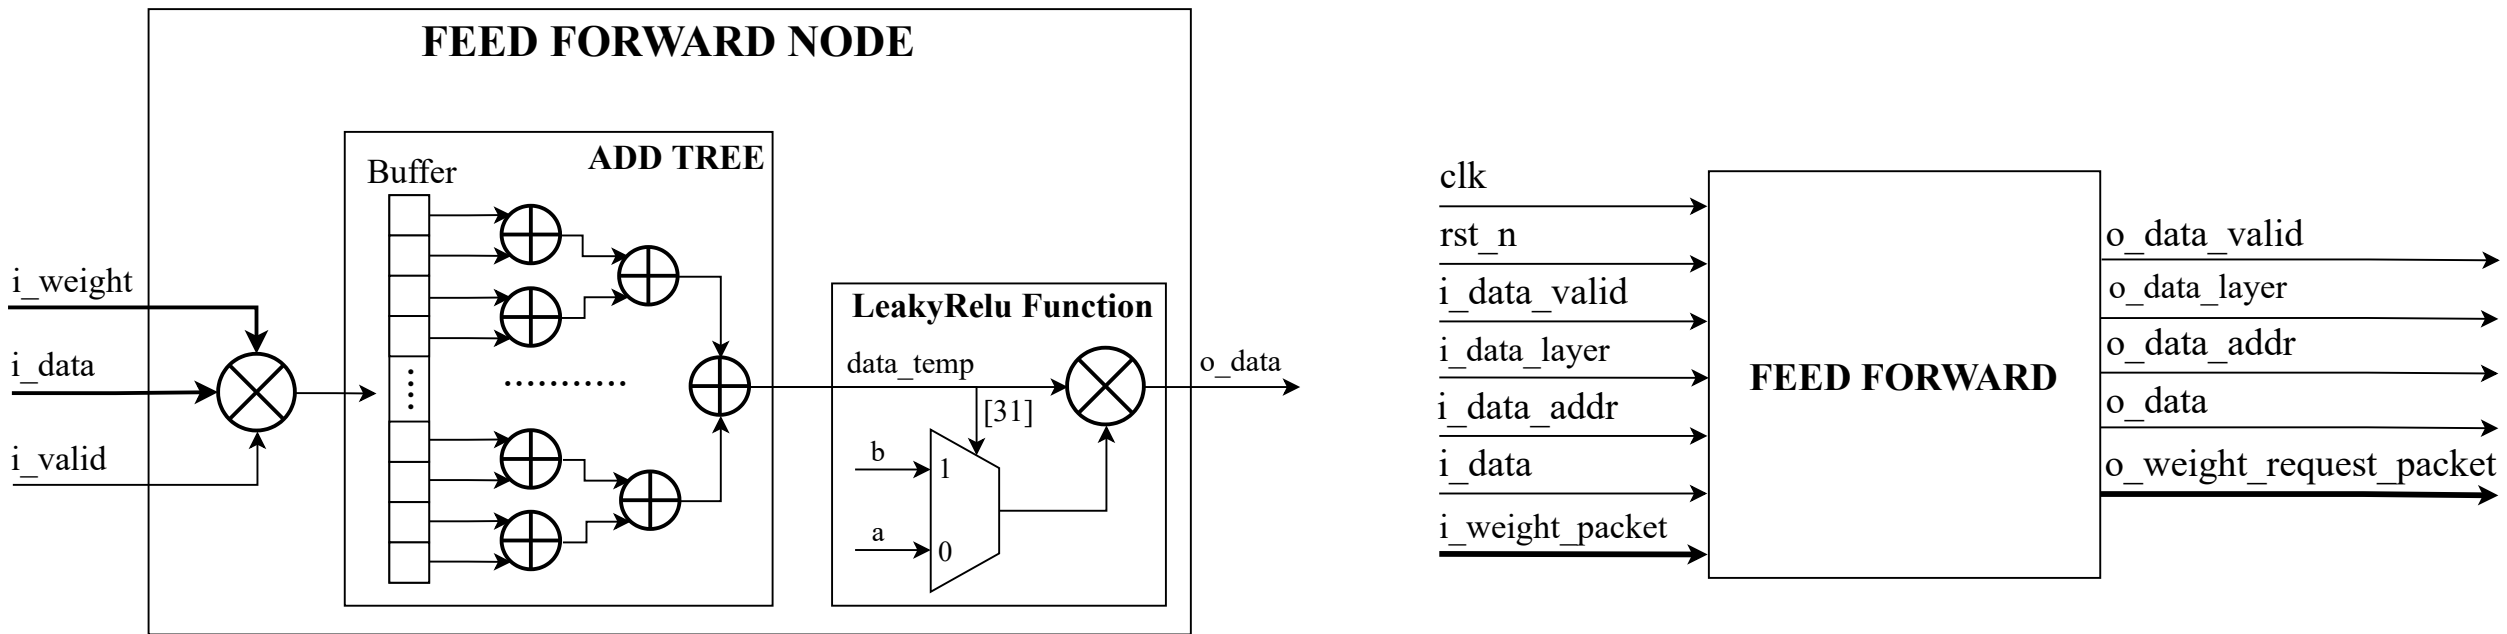 FEED FORWARD NODE
ADD TREE
Buffer
i_weight
i_data
i_valid
LeakyRelu Function
data_temp
o_data
[31]
b
1
a
0
clk
rst_n
i_data_valid
i_data_layer
i_data_addr
i_data
i_weight_packet
FEED FORWARD
o_data_valid
o_data_layer
o_data_addr
o_data
o_weight_request_packet